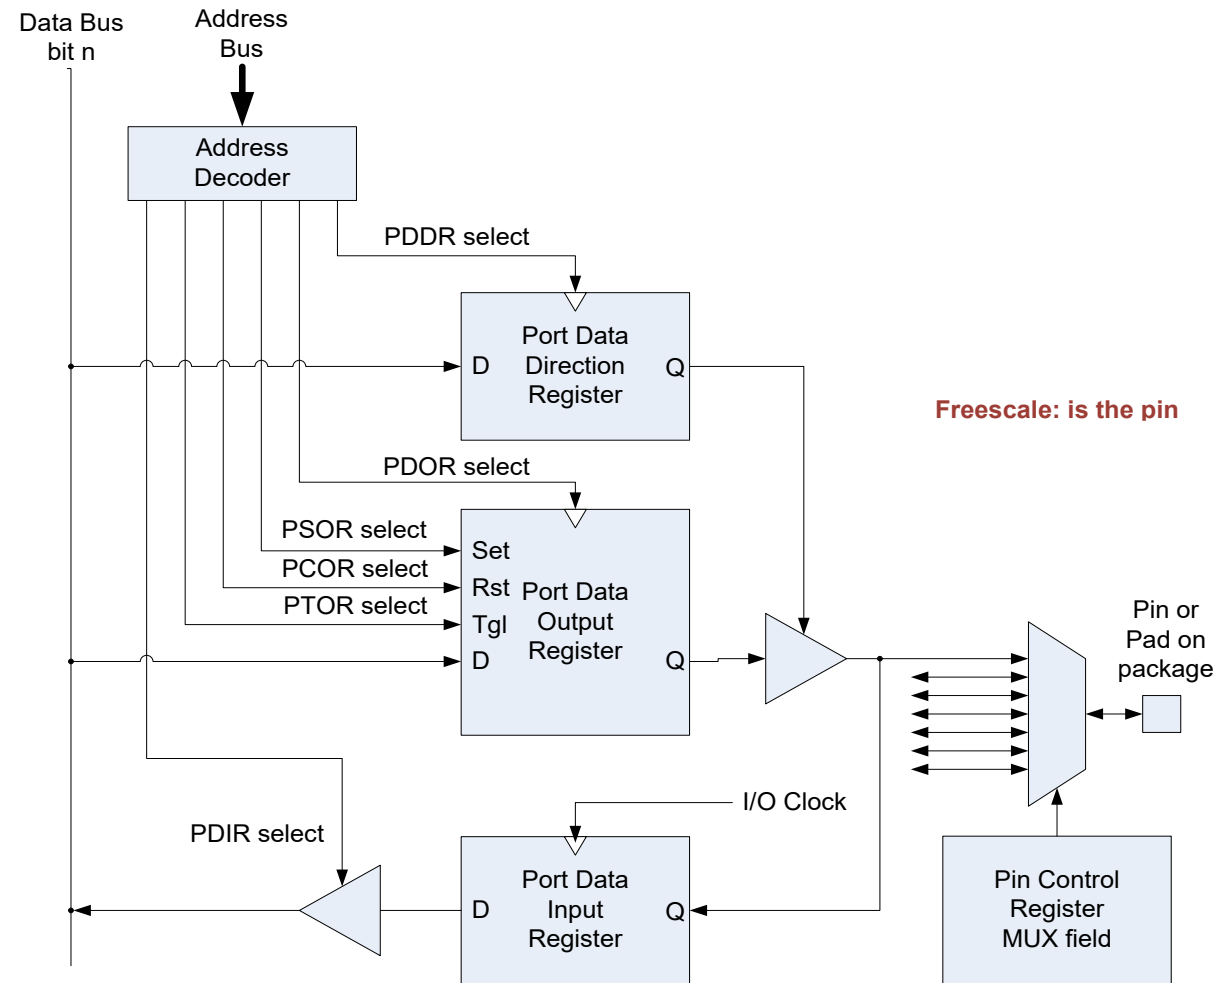 Data Bus
bit n
Address
Bus
Address
Decoder
PDDR select
Port Data
Direction
Register
D
Q
Freescale: is the pin
PDOR select
PSOR select
PCOR select
PTOR select
Set
Rst
Tgl
D
Port Data
Output
Register
Q
Pin or
Pad on
package
I/O Clock
PDIR select
Port Data
Input
Register
D
Q
Pin Control
Register
MUX field